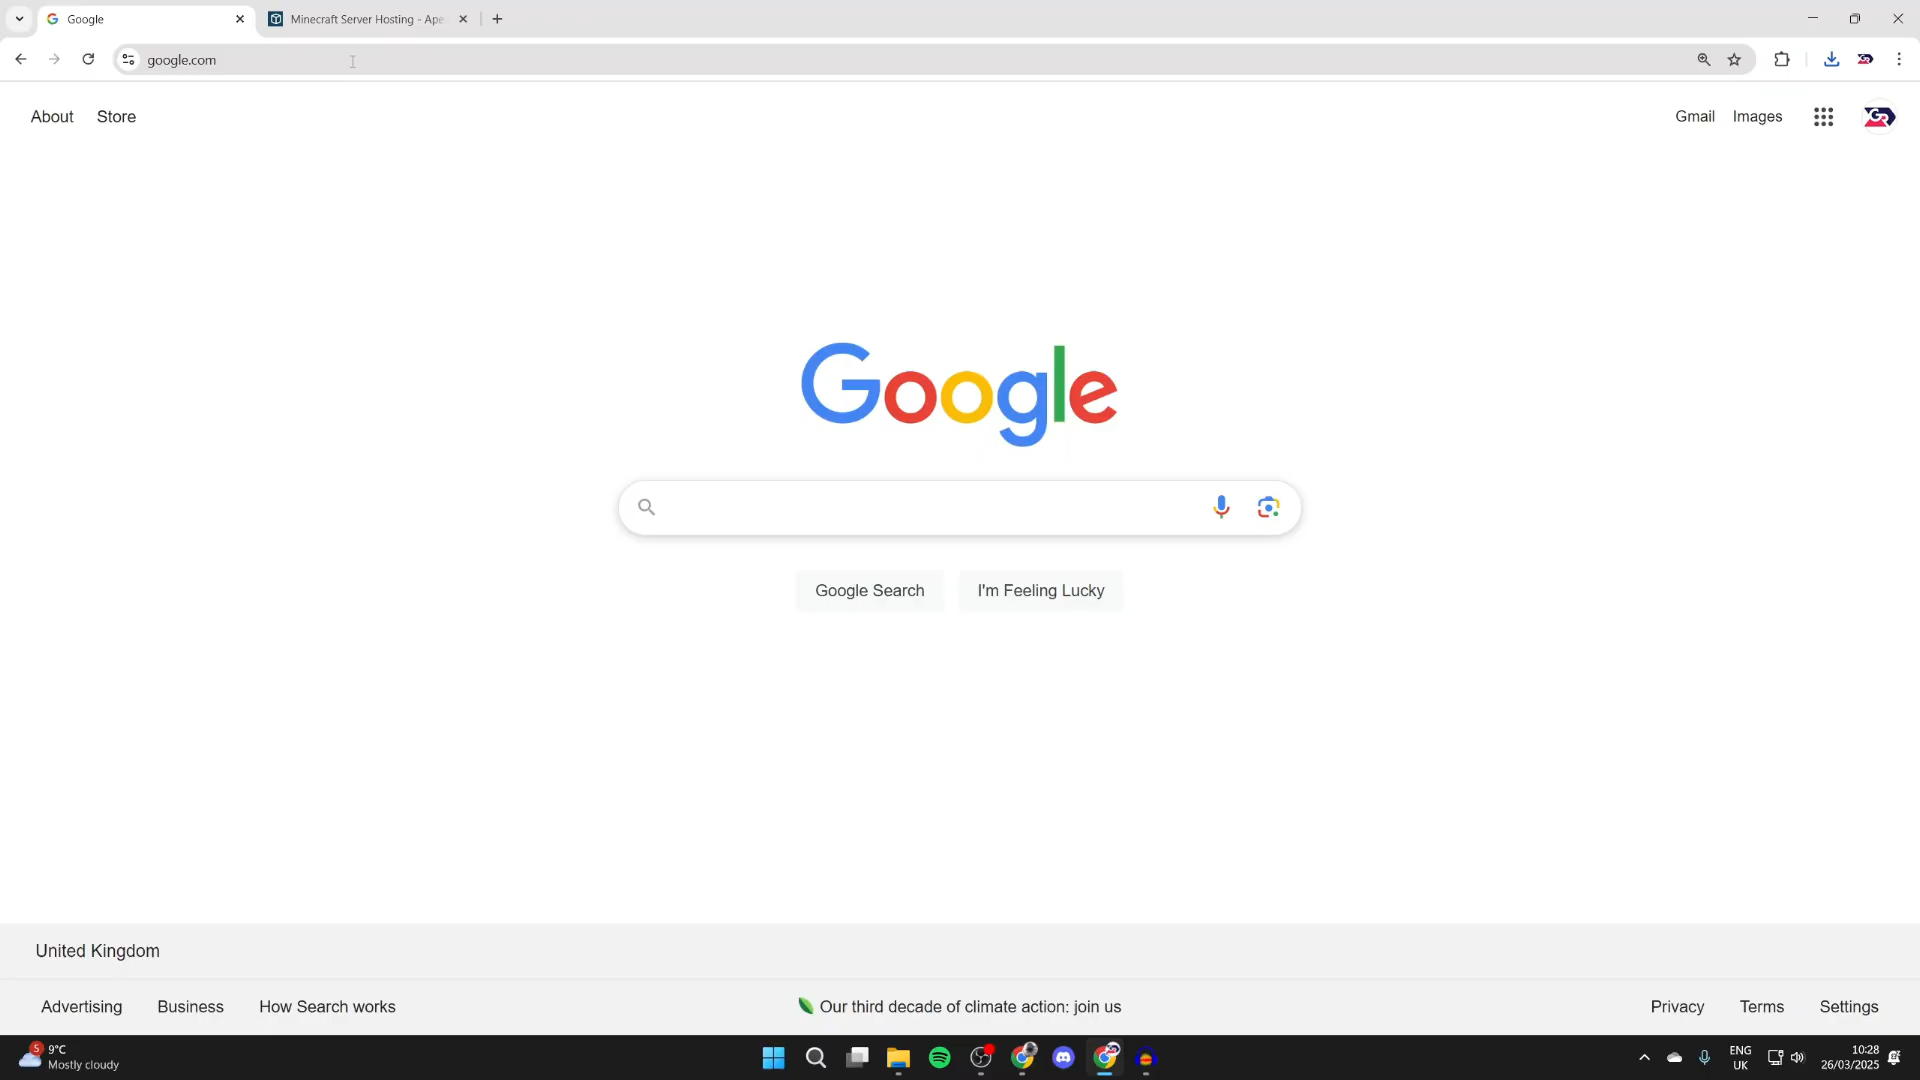 Google
Minecraft Server Hosting - Ape
google.com
About
Store
Gmail
Images
Google
Google Search
I'm Feeling Lucky
United Kingdom
Advertising
Business
How Search works
Our third decade of climate action: join us
Privacy
Terms
Settings
5
9°C
Mostly cloudy
ENG
UK
10:28
26/03/2025